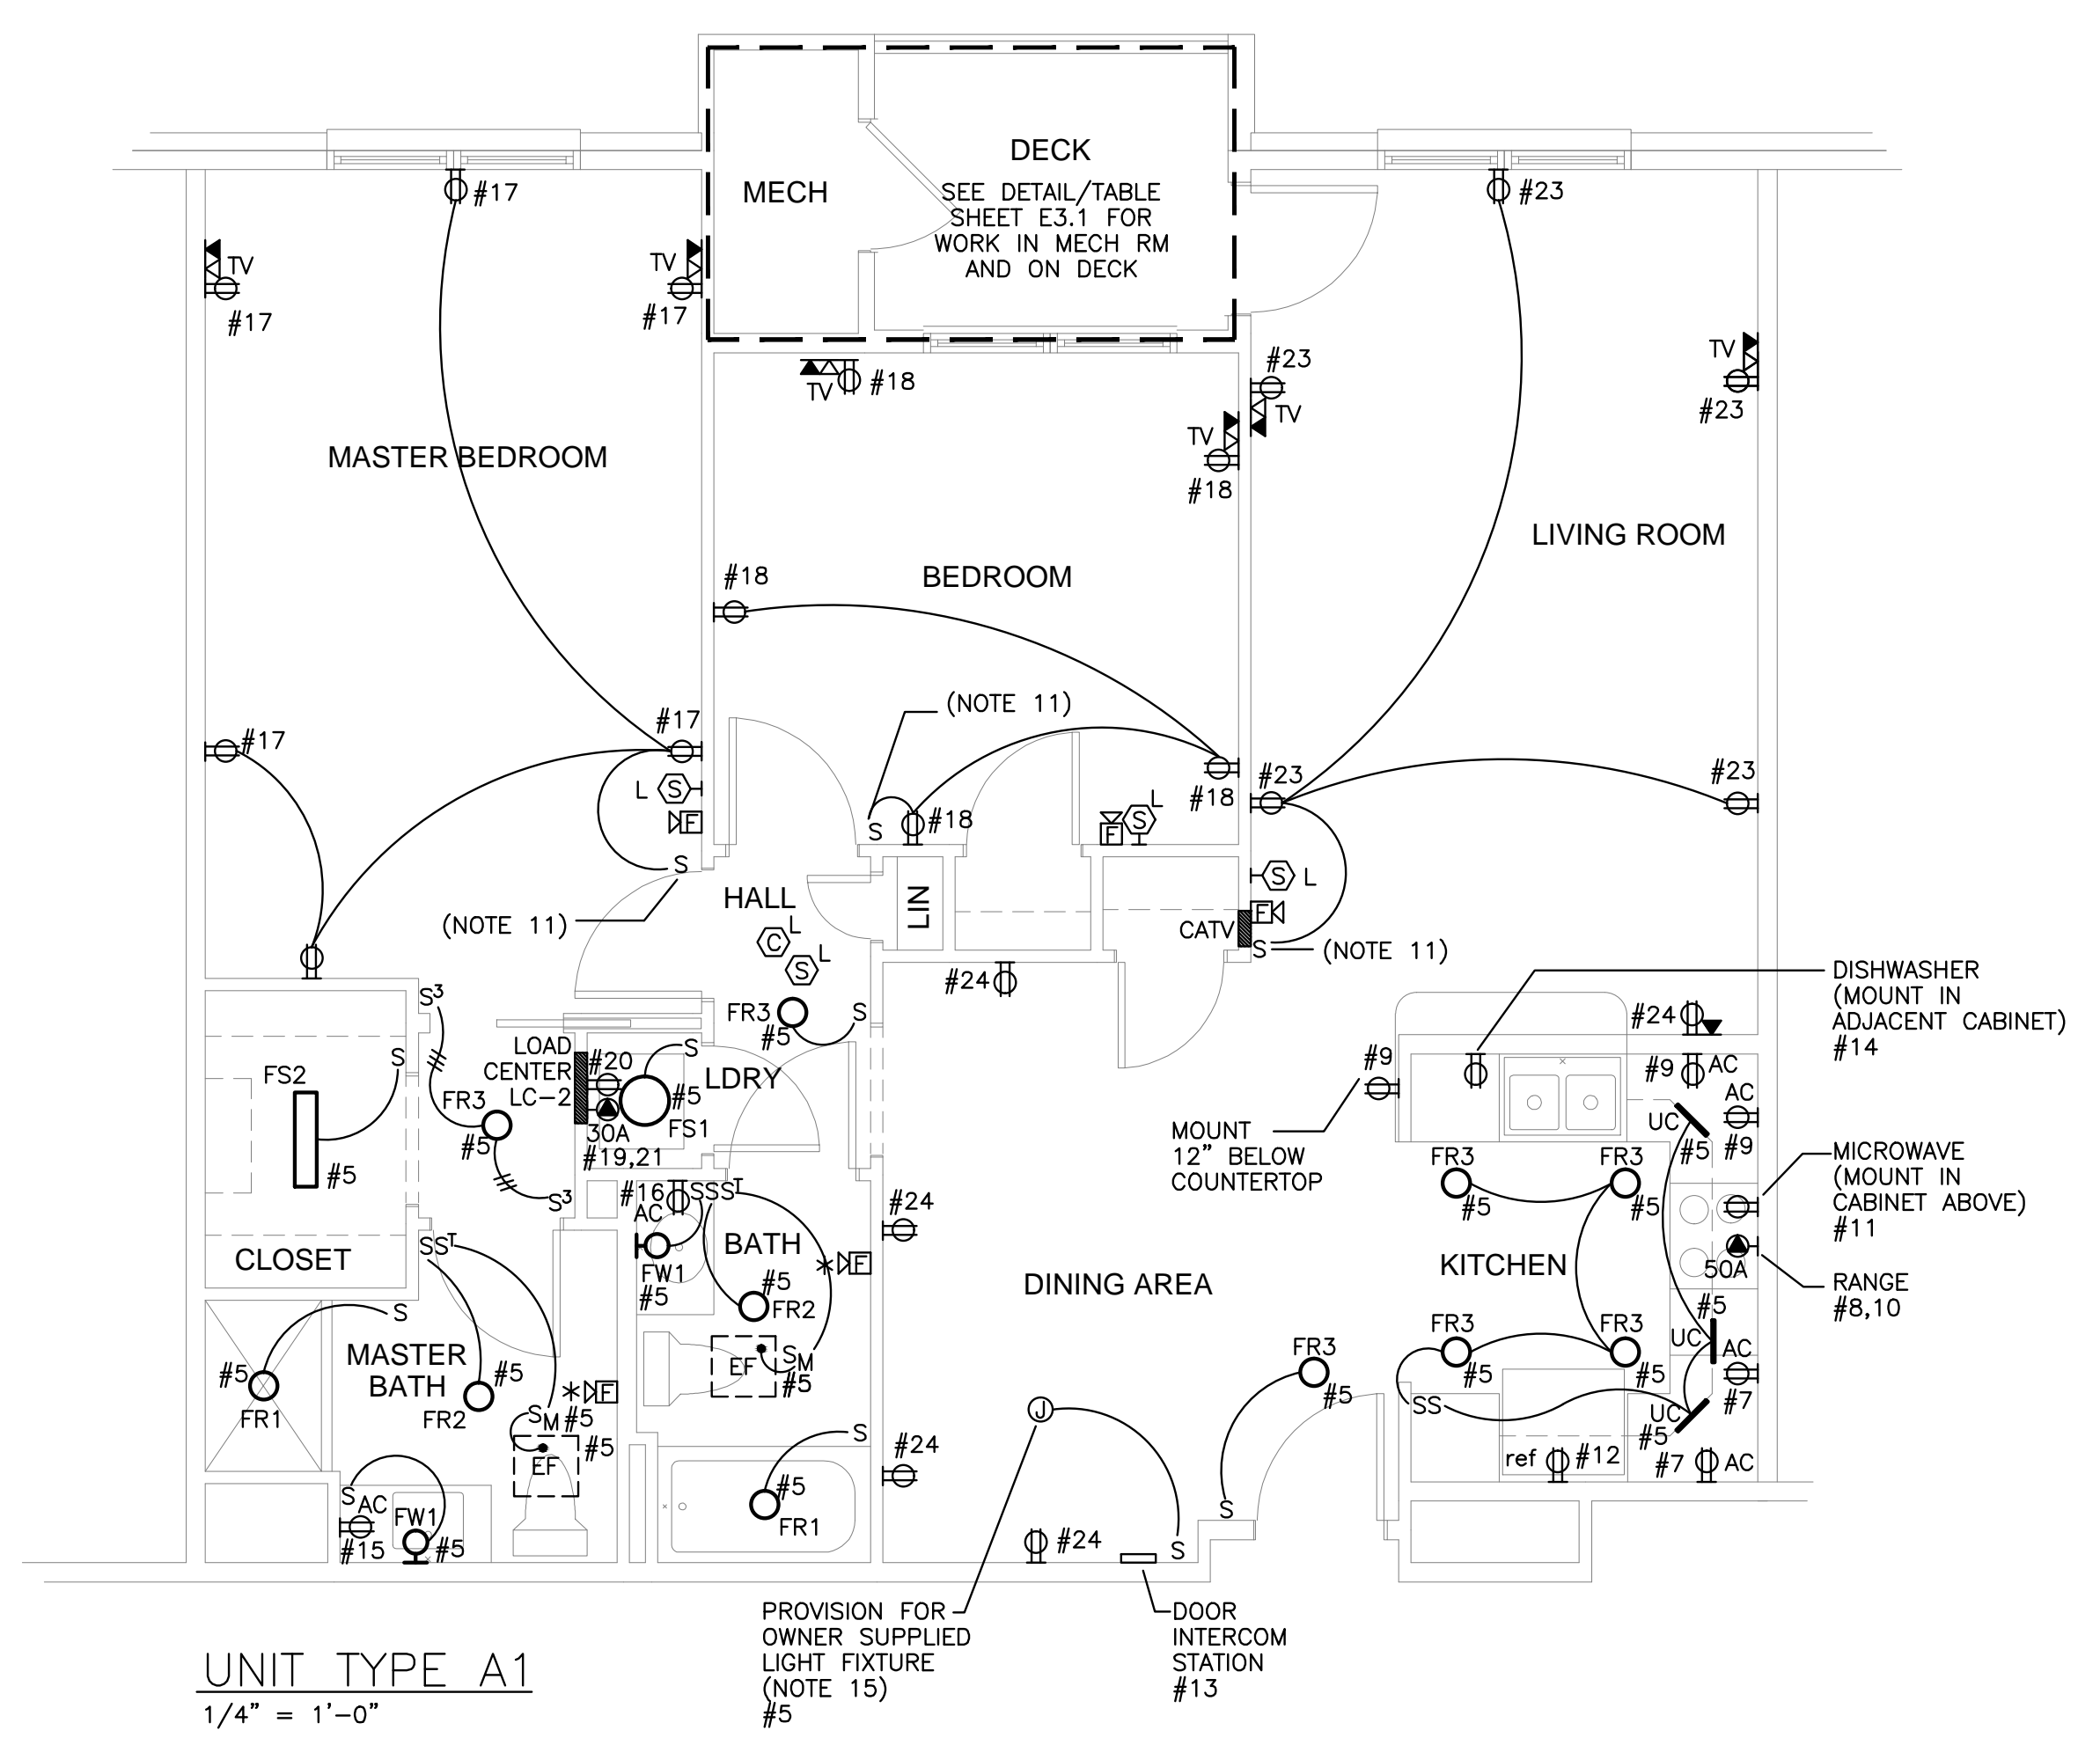 DECK
SEE DETAIL/TABLE
SHEET E3.1 FOR
WORK IN MECH RM
AND ON DECK
MECH
#17
#23
TV
#17
TV
#17
TV
#18
TV
#18
#23
TV
TV
#23
MASTER BEDROOM
BEDROOM
LIVING ROOM
#18
(NOTE 11)
#17
#17
L S
F
S
(NOTE 11)
S
#18
F
S L
#18
#23
#23
S L
F
S
(NOTE 11)
CATV
LIN
HALL
C L
S L
FR3
#5
S
#24
#24
DISHWASHER
(MOUNT IN
ADJACENT CABINET)
#14
S3
S
FS2
#5
FR3
#5
S3
LOAD
CENTER
LC-2
#20
S
LDRY
#5
FS1
30A
#19,21
#9
#9
AC
AC
#9
UC
#5
MOUNT
12" BELOW
COUNTERTOP
MICROWAVE
(MOUNT IN
CABINET ABOVE)
#11
FR3
#5
FR3
#5
KITCHEN
50A
RANGE
#8,10
CLOSET
SST
#16
AC
SSST
BATH
FW1
#5
#5
FR2
* F
#24
DINING AREA
S
MASTER
BATH
#5
FR1
#5
FR2
* F
SM
#5
#5
EF
EF
SM
#5
S
#5
FR1
#24
FR3
#5
J
S
FR3
#5
FR3
#5
SS
#5
UC
AC
#7
UC
#5
ref
#12
#7
AC
S
AC
#15
FW1
#5
#24
S
PROVISION FOR
OWNER SUPPLIED
LIGHT FIXTURE
(NOTE 15)
#5
DOOR
INTERCOM
STATION
#13
UNIT TYPE A1
1/4" = 1'-0"